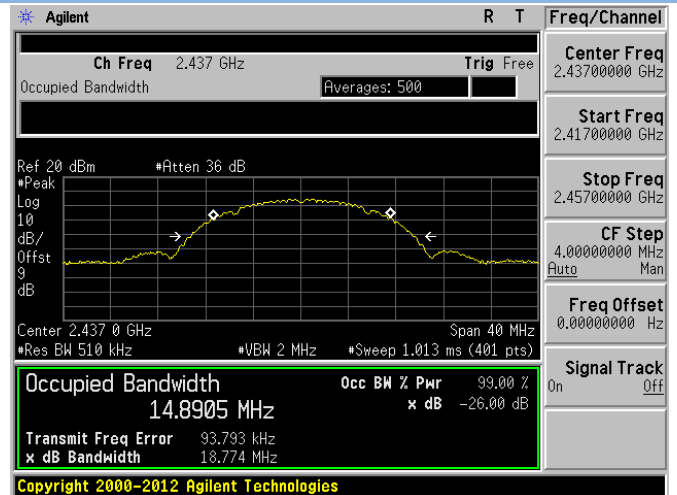 Agilent R T
Freq/Channel
Ch Freq 2.437 GHz Trig Free
Occupied Bandwidth Averages: 500
Ref 20 dBm #Atten 36 dB
#Peak
Log
10
dB/
Offst
9
dB
Center 2.437 0 GHz Span 40 MHz
#Res BW 510 kHz #VBW 2 MHz #Sweep 1.013 ms (401 pts)
Occupied Bandwidth Occ BW % Pwr 99.00 %
14.8905 MHz x dB -26.00 dB
Transmit Freq Error 93.793 kHz
x dB Bandwidth 18.774 MHz
Copyright 2000-2012 Agilent Technologies
Center Freq
2.43700000 GHz
Start Freq
2.41700000 GHz
Stop Freq
2.45700000 GHz
CF Step
4.00000000 MHz
Auto Man
Freq Offset
0.00000000 Hz
Signal Track
On Off